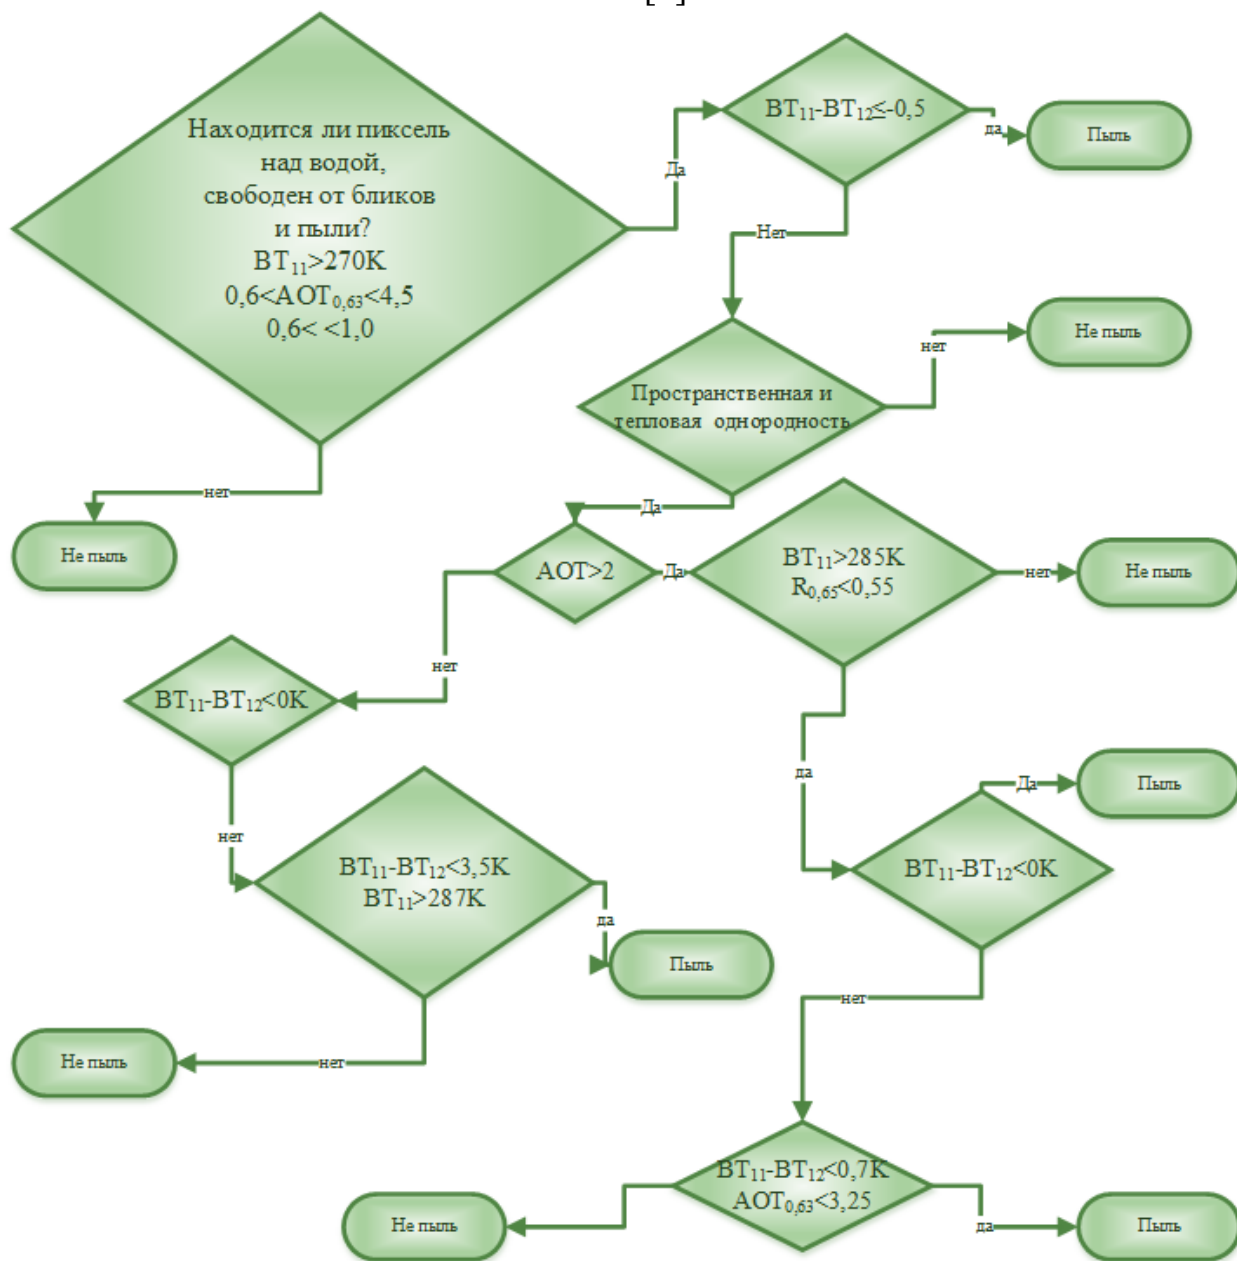 [ ]
Находится ли пиксель
над водой,
свободен от бликов
и пыли?
BT₁₁>270K
0,6<AOT₀,₆₃<4,5
0,6< <1,0
Да
BT₁₁-BT₁₂≤-0,5
да
Пыль
Нет
Пространственная и
тепловая однородность
нет
Не пыль
нет
Не пыль
Да
AOT>2
Да
BT₁₁>285K
R₀,₆₅<0,55
нет
Не пыль
нет
BT₁₁-BT₁₂<0K
нет
BT₁₁-BT₁₂<3,5K
BT₁₁>287K
да
Пыль
нет
Не пыль
да
BT₁₁-BT₁₂<0K
Да
Пыль
нет
BT₁₁-BT₁₂<0,7K
AOT₀,₆₃<3,25
Не пыль
да
Пыль